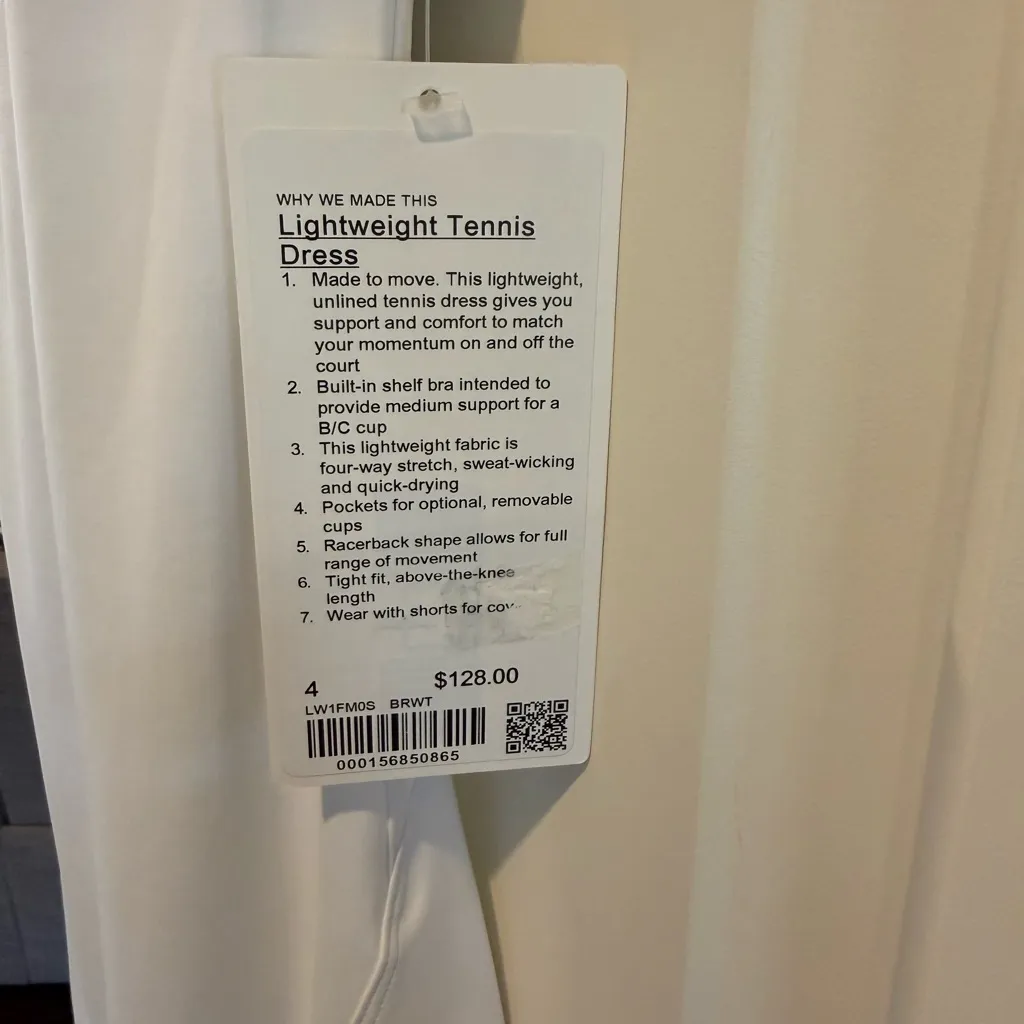 WHY WE MADE THIS
Lightweight Tennis
Dress
1. Made to move. This lightweight,
unlined tennis dress gives you
support and comfort to match
your momentum on and off the
court
2. Built-in shelf bra intended to
provide medium support for a
B/C cup
3. This lightweight fabric is
four-way stretch, sweat-wicking
and quick-drying
4. Pockets for optional, removable
cups
5. Racerback shape allows for full
range of movement
6. Tight fit, above-the-knee
length
7. Wear with shorts for
4 $128.00
LW1FM0S BRWT
000156850865